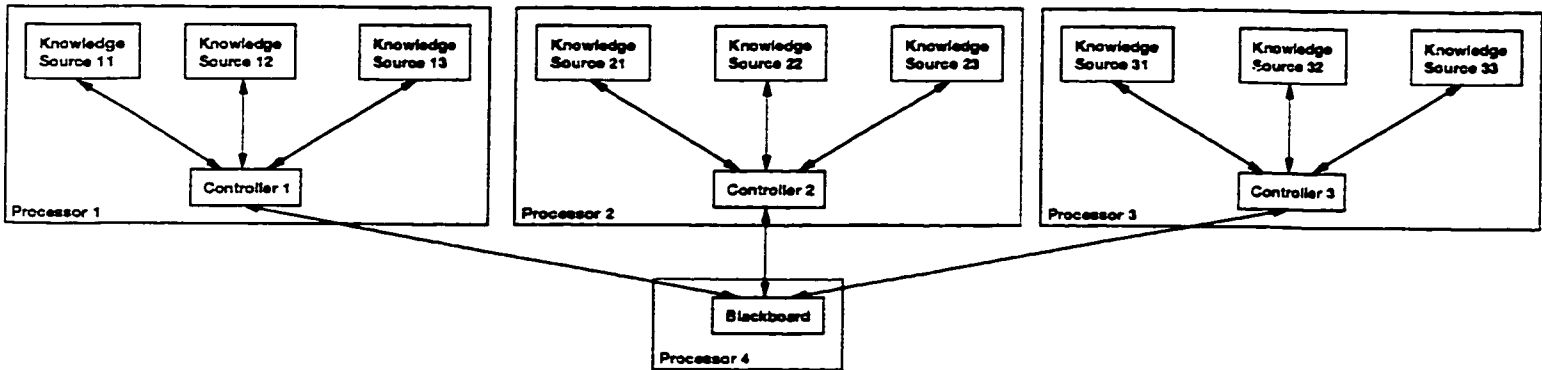 Knowledge
Source 11
Knowledge
Source 12
Knowledge
Source 13
Controller 1
Processor 1
Knowledge
Source 21
Knowledge
Source 22
Knowledge
Source 23
Controller 2
Processor 2
Knowledge
Source 31
Knowledge
Source 32
Knowledge
Source 33
Controller 3
Processor 3
Blackboard
Processor 4